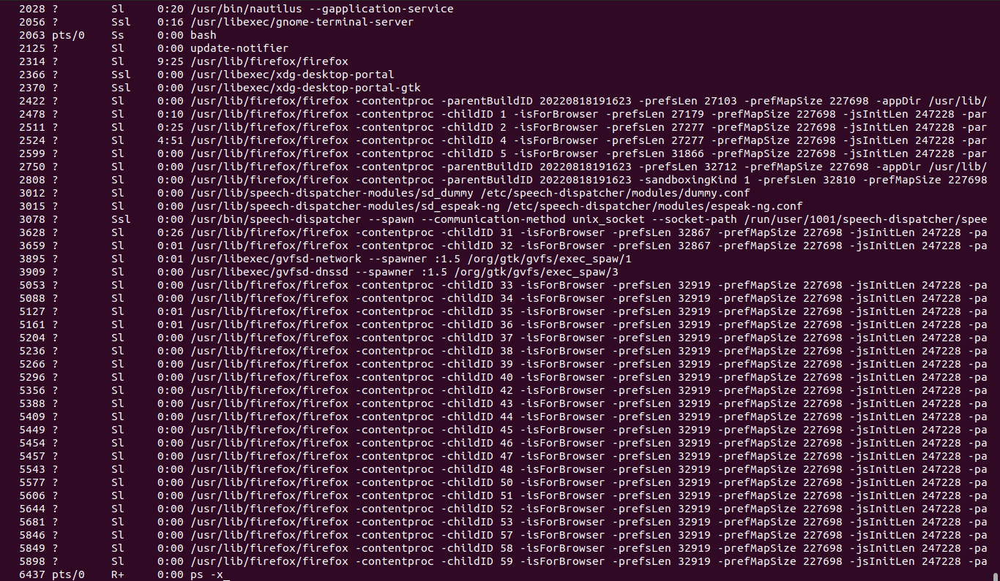 2028 ? Sl 0:20 /usr/bin/nautilus --gapplication-service
2056 ? Ssl 0:16 /usr/libexec/gnome-terminal-server
2063 pts/0 Ss 0:00 bash
2125 ? Sl 0:00 update-notifier
2314 ? Sl 9:25 /usr/lib/firefox/firefox
2366 ? Ssl 0:00 /usr/libexec/xdg-desktop-portal
2370 ? Ssl 0:00 /usr/libexec/xdg-desktop-portal-gtk
2422 ? Sl 0:00 /usr/lib/firefox/firefox -contentproc -parentBuildID 20220818191623 -prefsLen 27103 -prefMapSize 227698 -appDir /usr/lib/
2478 ? Sl 0:10 /usr/lib/firefox/firefox -contentproc -childID 1 -isForBrowser -prefsLen 27179 -prefMapSize 227698 -jsInitLen 247228 -par
2511 ? Sl 0:25 /usr/lib/firefox/firefox -contentproc -childID 2 -isForBrowser -prefsLen 27277 -prefMapSize 227698 -jsInitLen 247228 -par
2524 ? Sl 4:51 /usr/lib/firefox/firefox -contentproc -childID 4 -isForBrowser -prefsLen 27277 -prefMapSize 227698 -jsInitLen 247228 -par
2599 ? Sl 0:00 /usr/lib/firefox/firefox -contentproc -childID 5 -isForBrowser -prefsLen 31866 -prefMapSize 227698 -jsInitLen 247228 -par
2750 ? Sl 0:00 /usr/lib/firefox/firefox -contentproc -parentBuildID 20220818191623 -prefsLen 32712 -prefMapSize 227698 -appDir /usr/lib/
2808 ? Sl 0:00 /usr/lib/firefox/firefox -contentproc -parentBuildID 20220818191623 -sandboxingKind 1 -prefsLen 32810 -prefMapSize 227698
3012 ? Sl 0:00 /usr/lib/speech-dispatcher-modules/sd_dummy /etc/speech-dispatcher/modules/dummy.conf
3015 ? Sl 0:00 /usr/lib/speech-dispatcher-modules/sd_espeak-ng /etc/speech-dispatcher/modules/espeak-ng.conf
3078 ? Ssl 0:00 /usr/bin/speech-dispatcher --spawn --communication-method unix_socket --socket-path /run/user/1001/speech-dispatcher/spee
3628 ? Sl 0:26 /usr/lib/firefox/firefox -contentproc -childID 31 -isForBrowser -prefsLen 32867 -prefMapSize 227698 -jsInitLen 247228 -pa
3659 ? Sl 0:01 /usr/lib/firefox/firefox -contentproc -childID 32 -isForBrowser -prefsLen 32867 -prefMapSize 227698 -jsInitLen 247228 -pa
3895 ? Sl 0:01 /usr/libexec/gvfsd-network --spawner :1.5 /org/gtk/gvfs/exec_spaw/1
3909 ? Sl 0:00 /usr/libexec/gvfsd-dnssd --spawner :1.5 /org/gtk/gvfs/exec_spaw/3
5053 ? Sl 0:00 /usr/lib/firefox/firefox -contentproc -childID 33 -isForBrowser -prefsLen 32919 -prefMapSize 227698 -jsInitLen 247228 -pa
5088 ? Sl 0:00 /usr/lib/firefox/firefox -contentproc -childID 34 -isForBrowser -prefsLen 32919 -prefMapSize 227698 -jsInitLen 247228 -pa
5127 ? Sl 0:01 /usr/lib/firefox/firefox -contentproc -childID 35 -isForBrowser -prefsLen 32919 -prefMapSize 227698 -jsInitLen 247228 -pa
5161 ? Sl 0:01 /usr/lib/firefox/firefox -contentproc -childID 36 -isForBrowser -prefsLen 32919 -prefMapSize 227698 -jsInitLen 247228 -pa
5204 ? Sl 0:00 /usr/lib/firefox/firefox -contentproc -childID 37 -isForBrowser -prefsLen 32919 -prefMapSize 227698 -jsInitLen 247228 -pa
5236 ? Sl 0:00 /usr/lib/firefox/firefox -contentproc -childID 38 -isForBrowser -prefsLen 32919 -prefMapSize 227698 -jsInitLen 247228 -pa
5266 ? Sl 0:00 /usr/lib/firefox/firefox -contentproc -childID 39 -isForBrowser -prefsLen 32919 -prefMapSize 227698 -jsInitLen 247228 -pa
5296 ? Sl 0:00 /usr/lib/firefox/firefox -contentproc -childID 40 -isForBrowser -prefsLen 32919 -prefMapSize 227698 -jsInitLen 247228 -pa
5356 ? Sl 0:00 /usr/lib/firefox/firefox -contentproc -childID 42 -isForBrowser -prefsLen 32919 -prefMapSize 227698 -jsInitLen 247228 -pa
5388 ? Sl 0:00 /usr/lib/firefox/firefox -contentproc -childID 43 -isForBrowser -prefsLen 32919 -prefMapSize 227698 -jsInitLen 247228 -pa
5409 ? Sl 0:00 /usr/lib/firefox/firefox -contentproc -childID 44 -isForBrowser -prefsLen 32919 -prefMapSize 227698 -jsInitLen 247228 -pa
5449 ? Sl 0:00 /usr/lib/firefox/firefox -contentproc -childID 45 -isForBrowser -prefsLen 32919 -prefMapSize 227698 -jsInitLen 247228 -pa
5454 ? Sl 0:00 /usr/lib/firefox/firefox -contentproc -childID 46 -isForBrowser -prefsLen 32919 -prefMapSize 227698 -jsInitLen 247228 -pa
5457 ? Sl 0:00 /usr/lib/firefox/firefox -contentproc -childID 47 -isForBrowser -prefsLen 32919 -prefMapSize 227698 -jsInitLen 247228 -pa
5543 ? Sl 0:00 /usr/lib/firefox/firefox -contentproc -childID 48 -isForBrowser -prefsLen 32919 -prefMapSize 227698 -jsInitLen 247228 -pa
5577 ? Sl 0:00 /usr/lib/firefox/firefox -contentproc -childID 50 -isForBrowser -prefsLen 32919 -prefMapSize 227698 -jsInitLen 247228 -pa
5606 ? Sl 0:00 /usr/lib/firefox/firefox -contentproc -childID 51 -isForBrowser -prefsLen 32919 -prefMapSize 227698 -jsInitLen 247228 -pa
5644 ? Sl 0:00 /usr/lib/firefox/firefox -contentproc -childID 52 -isForBrowser -prefsLen 32919 -prefMapSize 227698 -jsInitLen 247228 -pa
5681 ? Sl 0:00 /usr/lib/firefox/firefox -contentproc -childID 53 -isForBrowser -prefsLen 32919 -prefMapSize 227698 -jsInitLen 247228 -pa
5846 ? Sl 0:00 /usr/lib/firefox/firefox -contentproc -childID 57 -isForBrowser -prefsLen 32919 -prefMapSize 227698 -jsInitLen 247228 -pa
5849 ? Sl 0:00 /usr/lib/firefox/firefox -contentproc -childID 58 -isForBrowser -prefsLen 32919 -prefMapSize 227698 -jsInitLen 247228 -pa
5898 ? Sl 0:00 /usr/lib/firefox/firefox -contentproc -childID 59 -isForBrowser -prefsLen 32919 -prefMapSize 227698 -jsInitLen 247228 -pa
6437 pts/0 R+ 0:00 ps -x